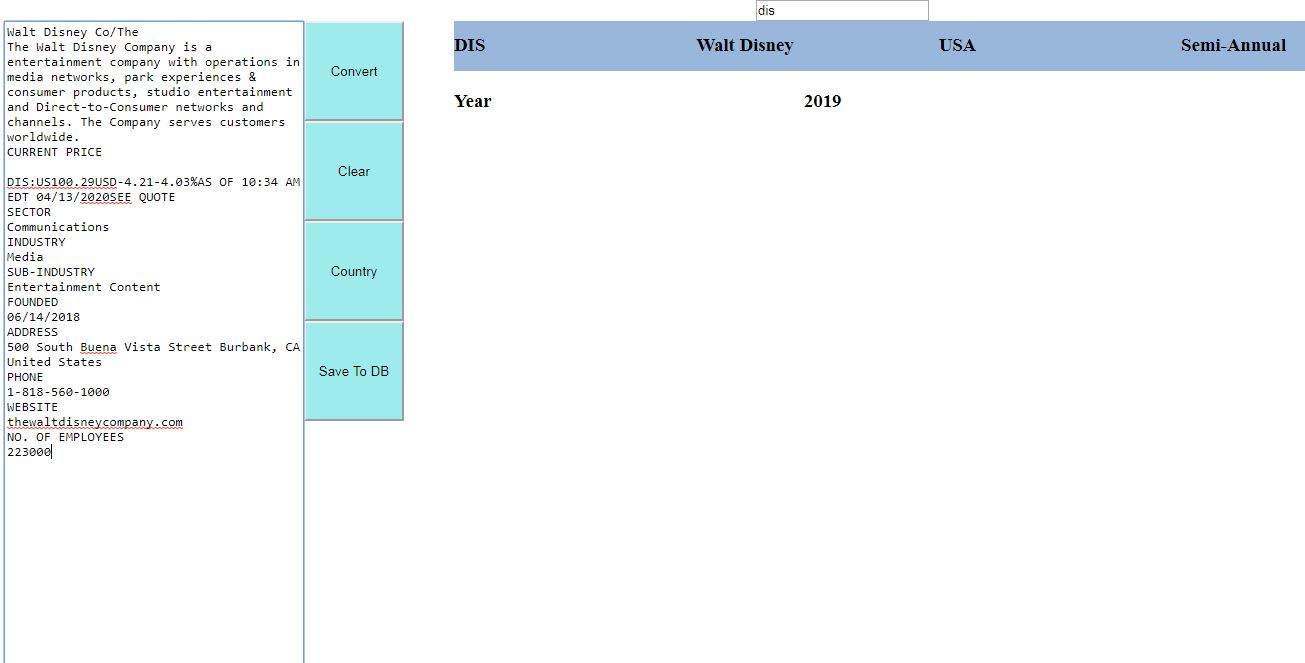 dis
Walt Disney Co/The
The Walt Disney Company is a
entertainment company with operations in
media networks, park experiences &
consumer products, studio entertainment
and Direct-to-Consumer networks and
channels. The Company serves customers
worldwide.
CURRENT PRICE
DIS:US100.29USD-4.21-4.03%AS OF 10:34 AM
EDT 04/13/2020SEE QUOTE
SECTOR
Communications
INDUSTRY
Media
SUB-INDUSTRY
Entertainment Content
FOUNDED
06/14/2018
ADDRESS
500 South Buena Vista Street Burbank, CA
United States
PHONE
1-818-560-1000
WEBSITE
thewaltdisneycompany.com
NO. OF EMPLOYEES
223000
Convert
Clear
Country
Save To DB
DIS Walt Disney USA Semi-Annual
Year 2019